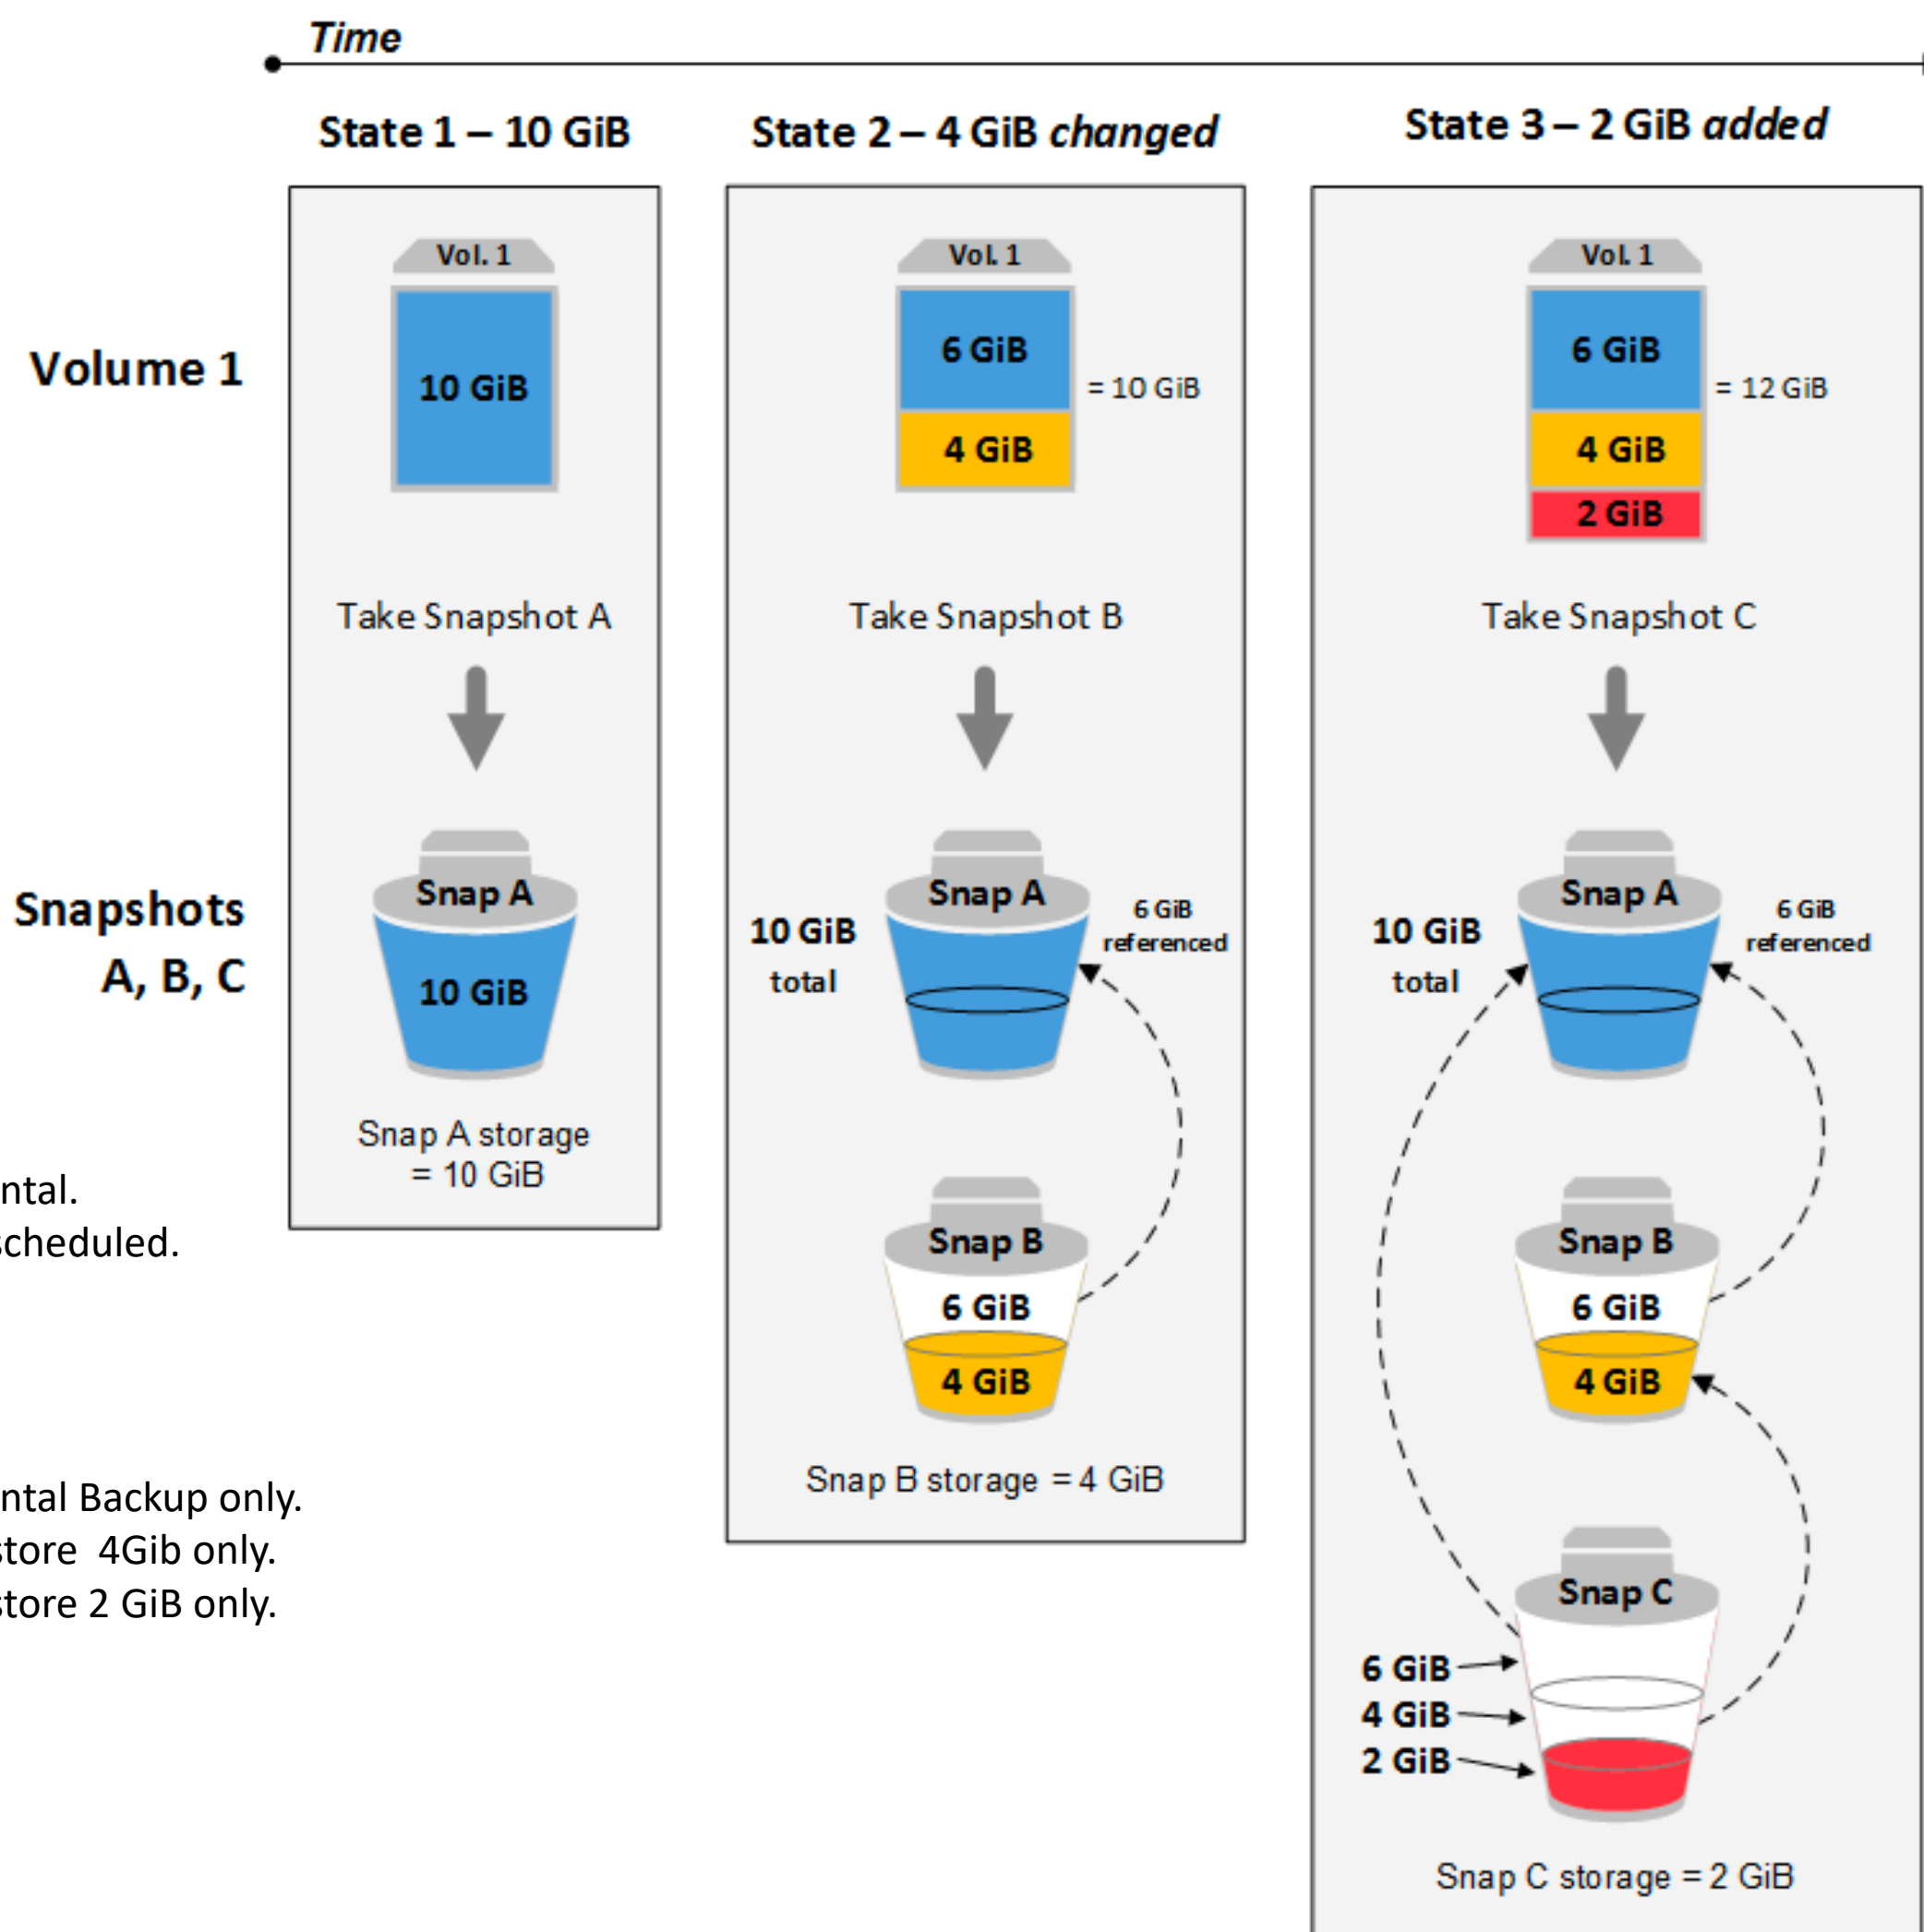 Time
State 1 – 10 GiB
State 2 – 4 GiB changed
State 3 – 2 GiB added
Volume 1
Vol. 1
10 GiB
Vol. 1
6 GiB
4 GiB
= 10 GiB
Vol. 1
6 GiB
4 GiB
2 GiB
= 12 GiB
Take Snapshot A
Take Snapshot B
Take Snapshot C
Snapshots
A, B, C
Snap A
10 GiB
Snap A storage
= 10 GiB
10 GiB
total
Snap A
6 GiB
referenced
Snap B
6 GiB
4 GiB
Snap B storage = 4 GiB
10 GiB
total
Snap A
6 GiB
referenced
Snap B
6 GiB
4 GiB
Snap C
6 GiB
4 GiB
2 GiB
Snap C storage = 2 GiB
ntal.
scheduled.
ntal Backup only.
store 4Gib only.
store 2 GiB only.